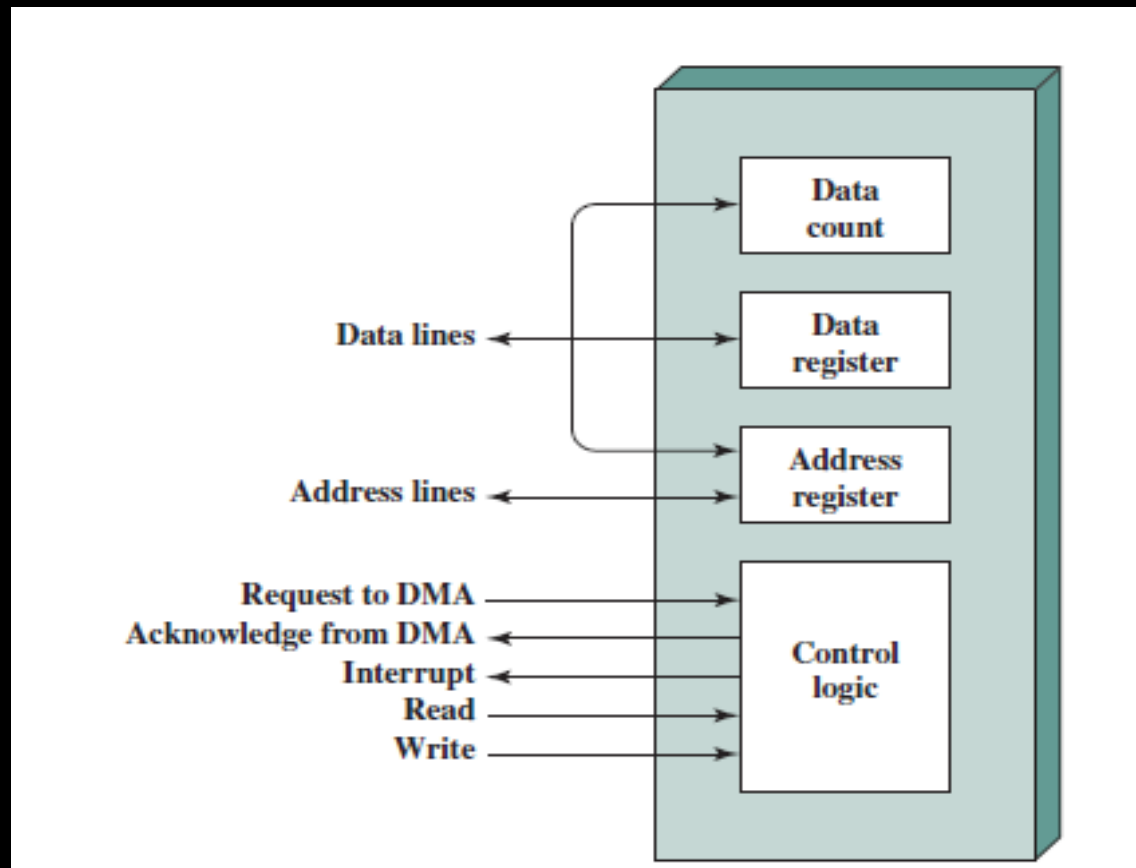 Data
count
Data lines
Data
register
Address
register
Address lines
Request to DMA
Acknowledge from DMA
Interrupt
Read
Write
Control
logic